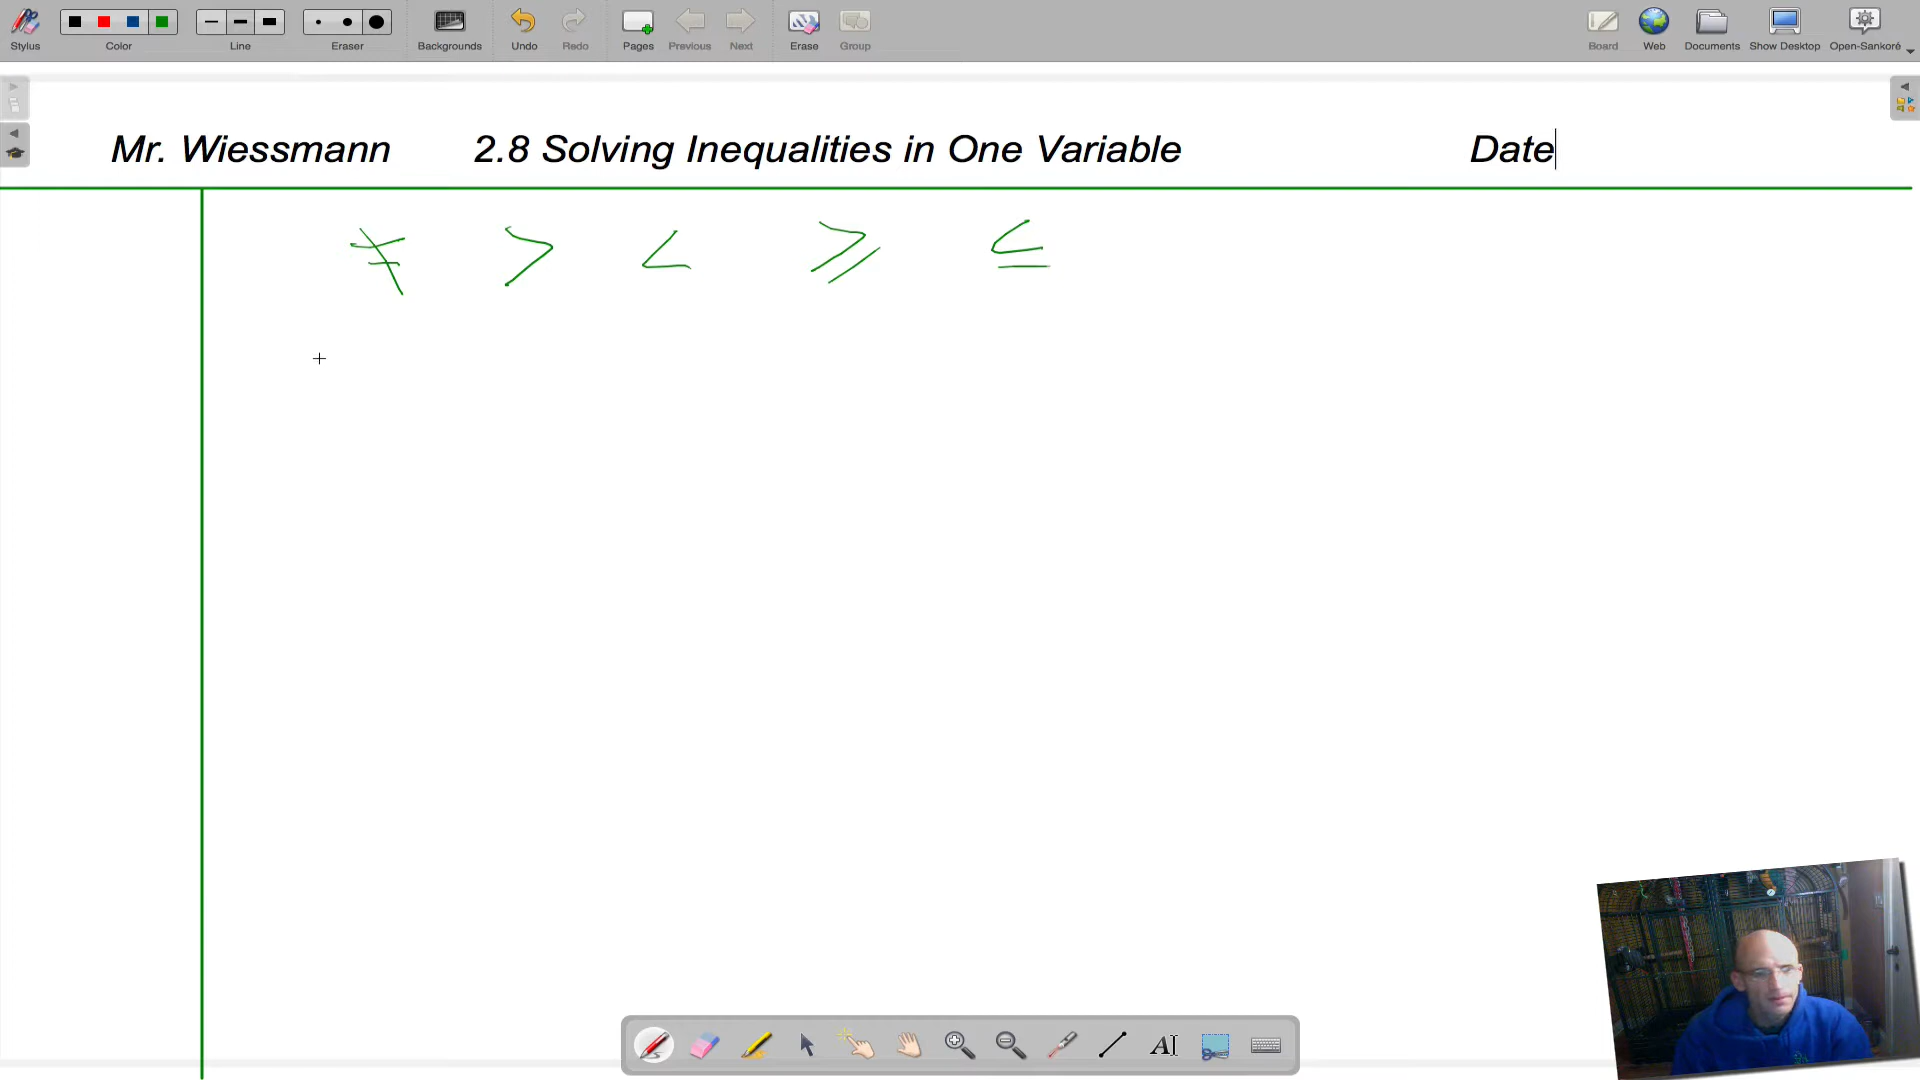 Stylus Color Line Eraser Backgrounds Undo Redo Pages Previous Next Erase Group Board Web Documents Show Desktop Open-Sankoré
Mr. Wiessmann 2.8 Solving Inequalities in One Variable Date
≠ > < ≥ ≤